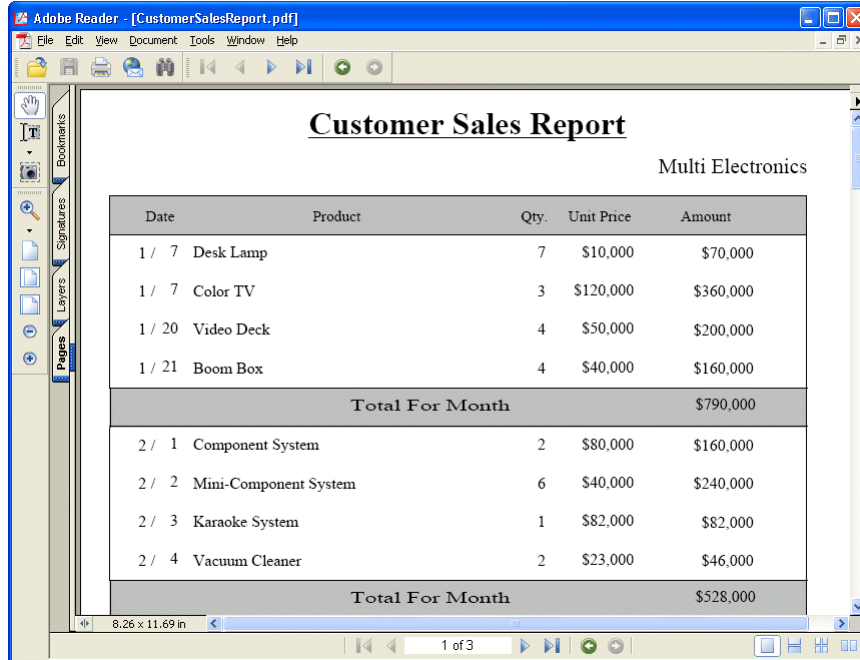 Adobe Reader - [CustomerSalesReport.pdf]
File Edit View Document Tools Window Help
Bookmarks
Signatures
Layers
Pages
Customer Sales Report
Multi Electronics
Date Product Qty. Unit Price Amount
1 / 7 Desk Lamp 7 $10,000 $70,000
1 / 7 Color TV 3 $120,000 $360,000
1 / 20 Video Deck 4 $50,000 $200,000
1 / 21 Boom Box 4 $40,000 $160,000
Total For Month $790,000
2 / 1 Component System 2 $80,000 $160,000
2 / 2 Mini-Component System 6 $40,000 $240,000
2 / 3 Karaoke System 1 $82,000 $82,000
2 / 4 Vacuum Cleaner 2 $23,000 $46,000
Total For Month $528,000
8.26 x 11.69 in
1 of 3